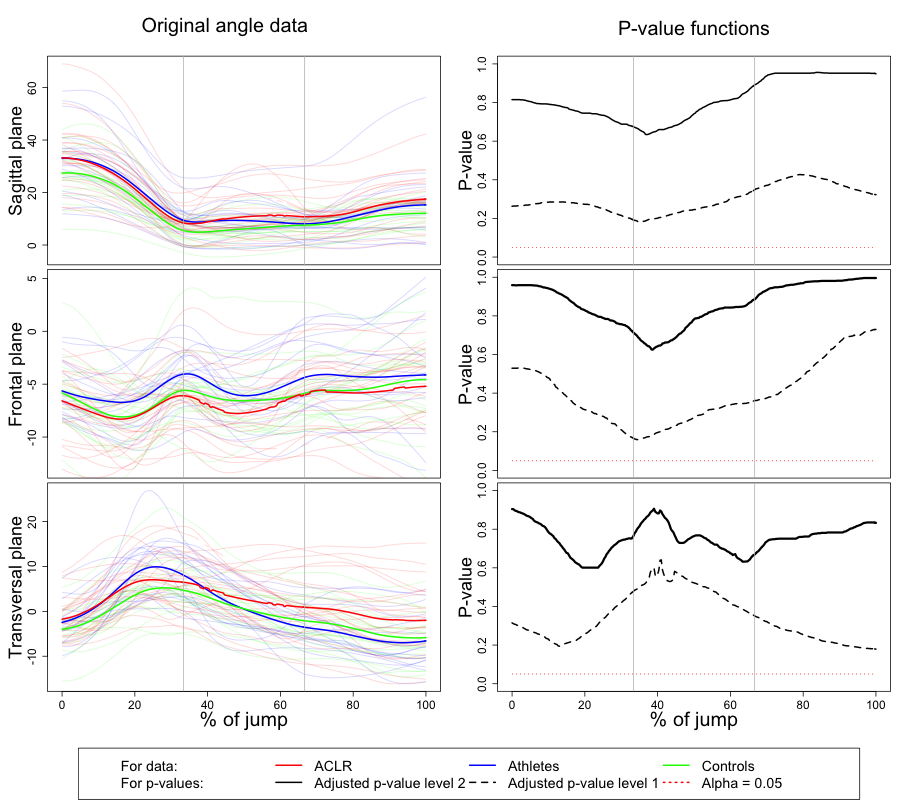 Original angle data
P-value functions
Sagittal plane
0 20 40 60
P-value
0.0 0.2 0.4 0.6 0.8 1.0
Frontal plane
-10 -5 0 5
P-value
0.0 0.2 0.4 0.6 0.8 1.0
Transversal plane
-10 0 10 20
P-value
0.0 0.2 0.4 0.6 0.8 1.0
0 20 40 60 80 100
% of jump
0 20 40 60 80 100
% of jump
For data: ACLR Athletes Controls
For p-values: Adjusted p-value level 2 Adjusted p-value level 1 Alpha = 0.05